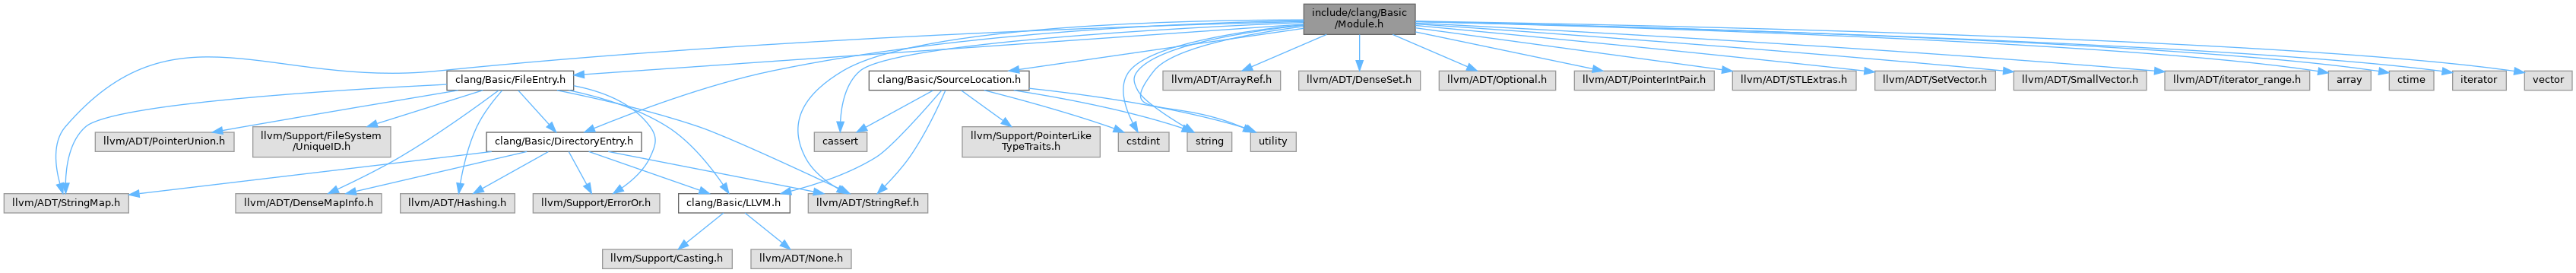 include/clang/Basic
/Module.h
clang/Basic/FileEntry.h
clang/Basic/SourceLocation.h
llvm/ADT/ArrayRef.h
llvm/ADT/DenseSet.h
llvm/ADT/Optional.h
llvm/ADT/PointerIntPair.h
llvm/ADT/STLExtras.h
llvm/ADT/SetVector.h
llvm/ADT/SmallVector.h
llvm/ADT/iterator_range.h
array
ctime
iterator
vector
llvm/ADT/PointerUnion.h
llvm/Support/FileSystem
/UniqueID.h
clang/Basic/DirectoryEntry.h
cassert
llvm/Support/PointerLike
TypeTraits.h
cstdint
string
utility
llvm/ADT/StringMap.h
llvm/ADT/DenseMapInfo.h
llvm/ADT/Hashing.h
llvm/Support/ErrorOr.h
clang/Basic/LLVM.h
llvm/ADT/StringRef.h
llvm/Support/Casting.h
llvm/ADT/None.h